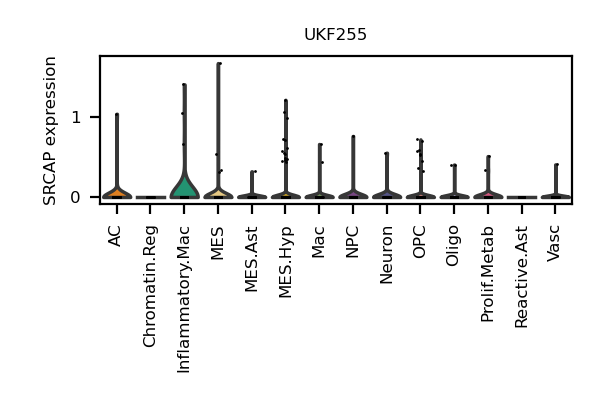 UKF255
SRCAP expression
1
0
AC
Chromatin.Reg
Inflammatory.Mac
MES
MES.Ast
MES.Hyp
Mac
NPC
Neuron
OPC
Oligo
Prolif.Metab
Reactive.Ast
Vasc